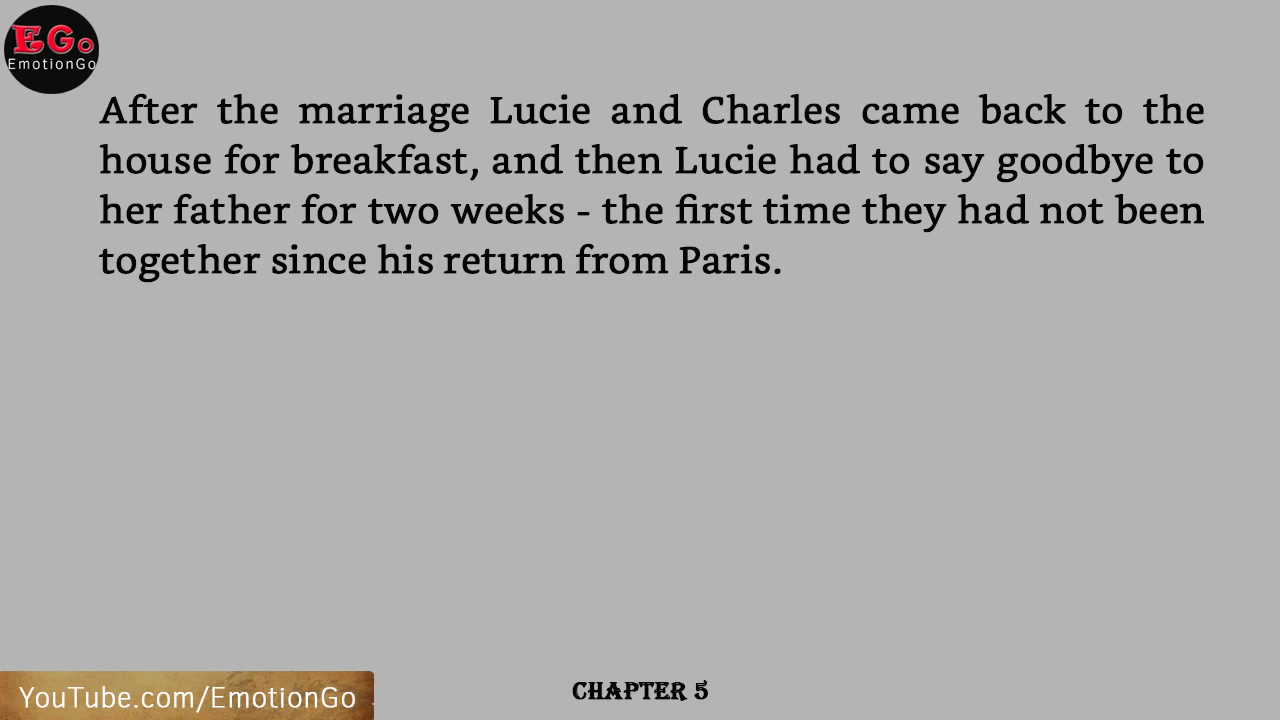 EGo
EmotionGo
After the marriage Lucie and Charles came back to the
house for breakfast, and then Lucie had to say goodbye to
her father for two weeks - the first time they had not been
together since his return from Paris.
YouTube.com/EmotionGo
CHAPTER 5